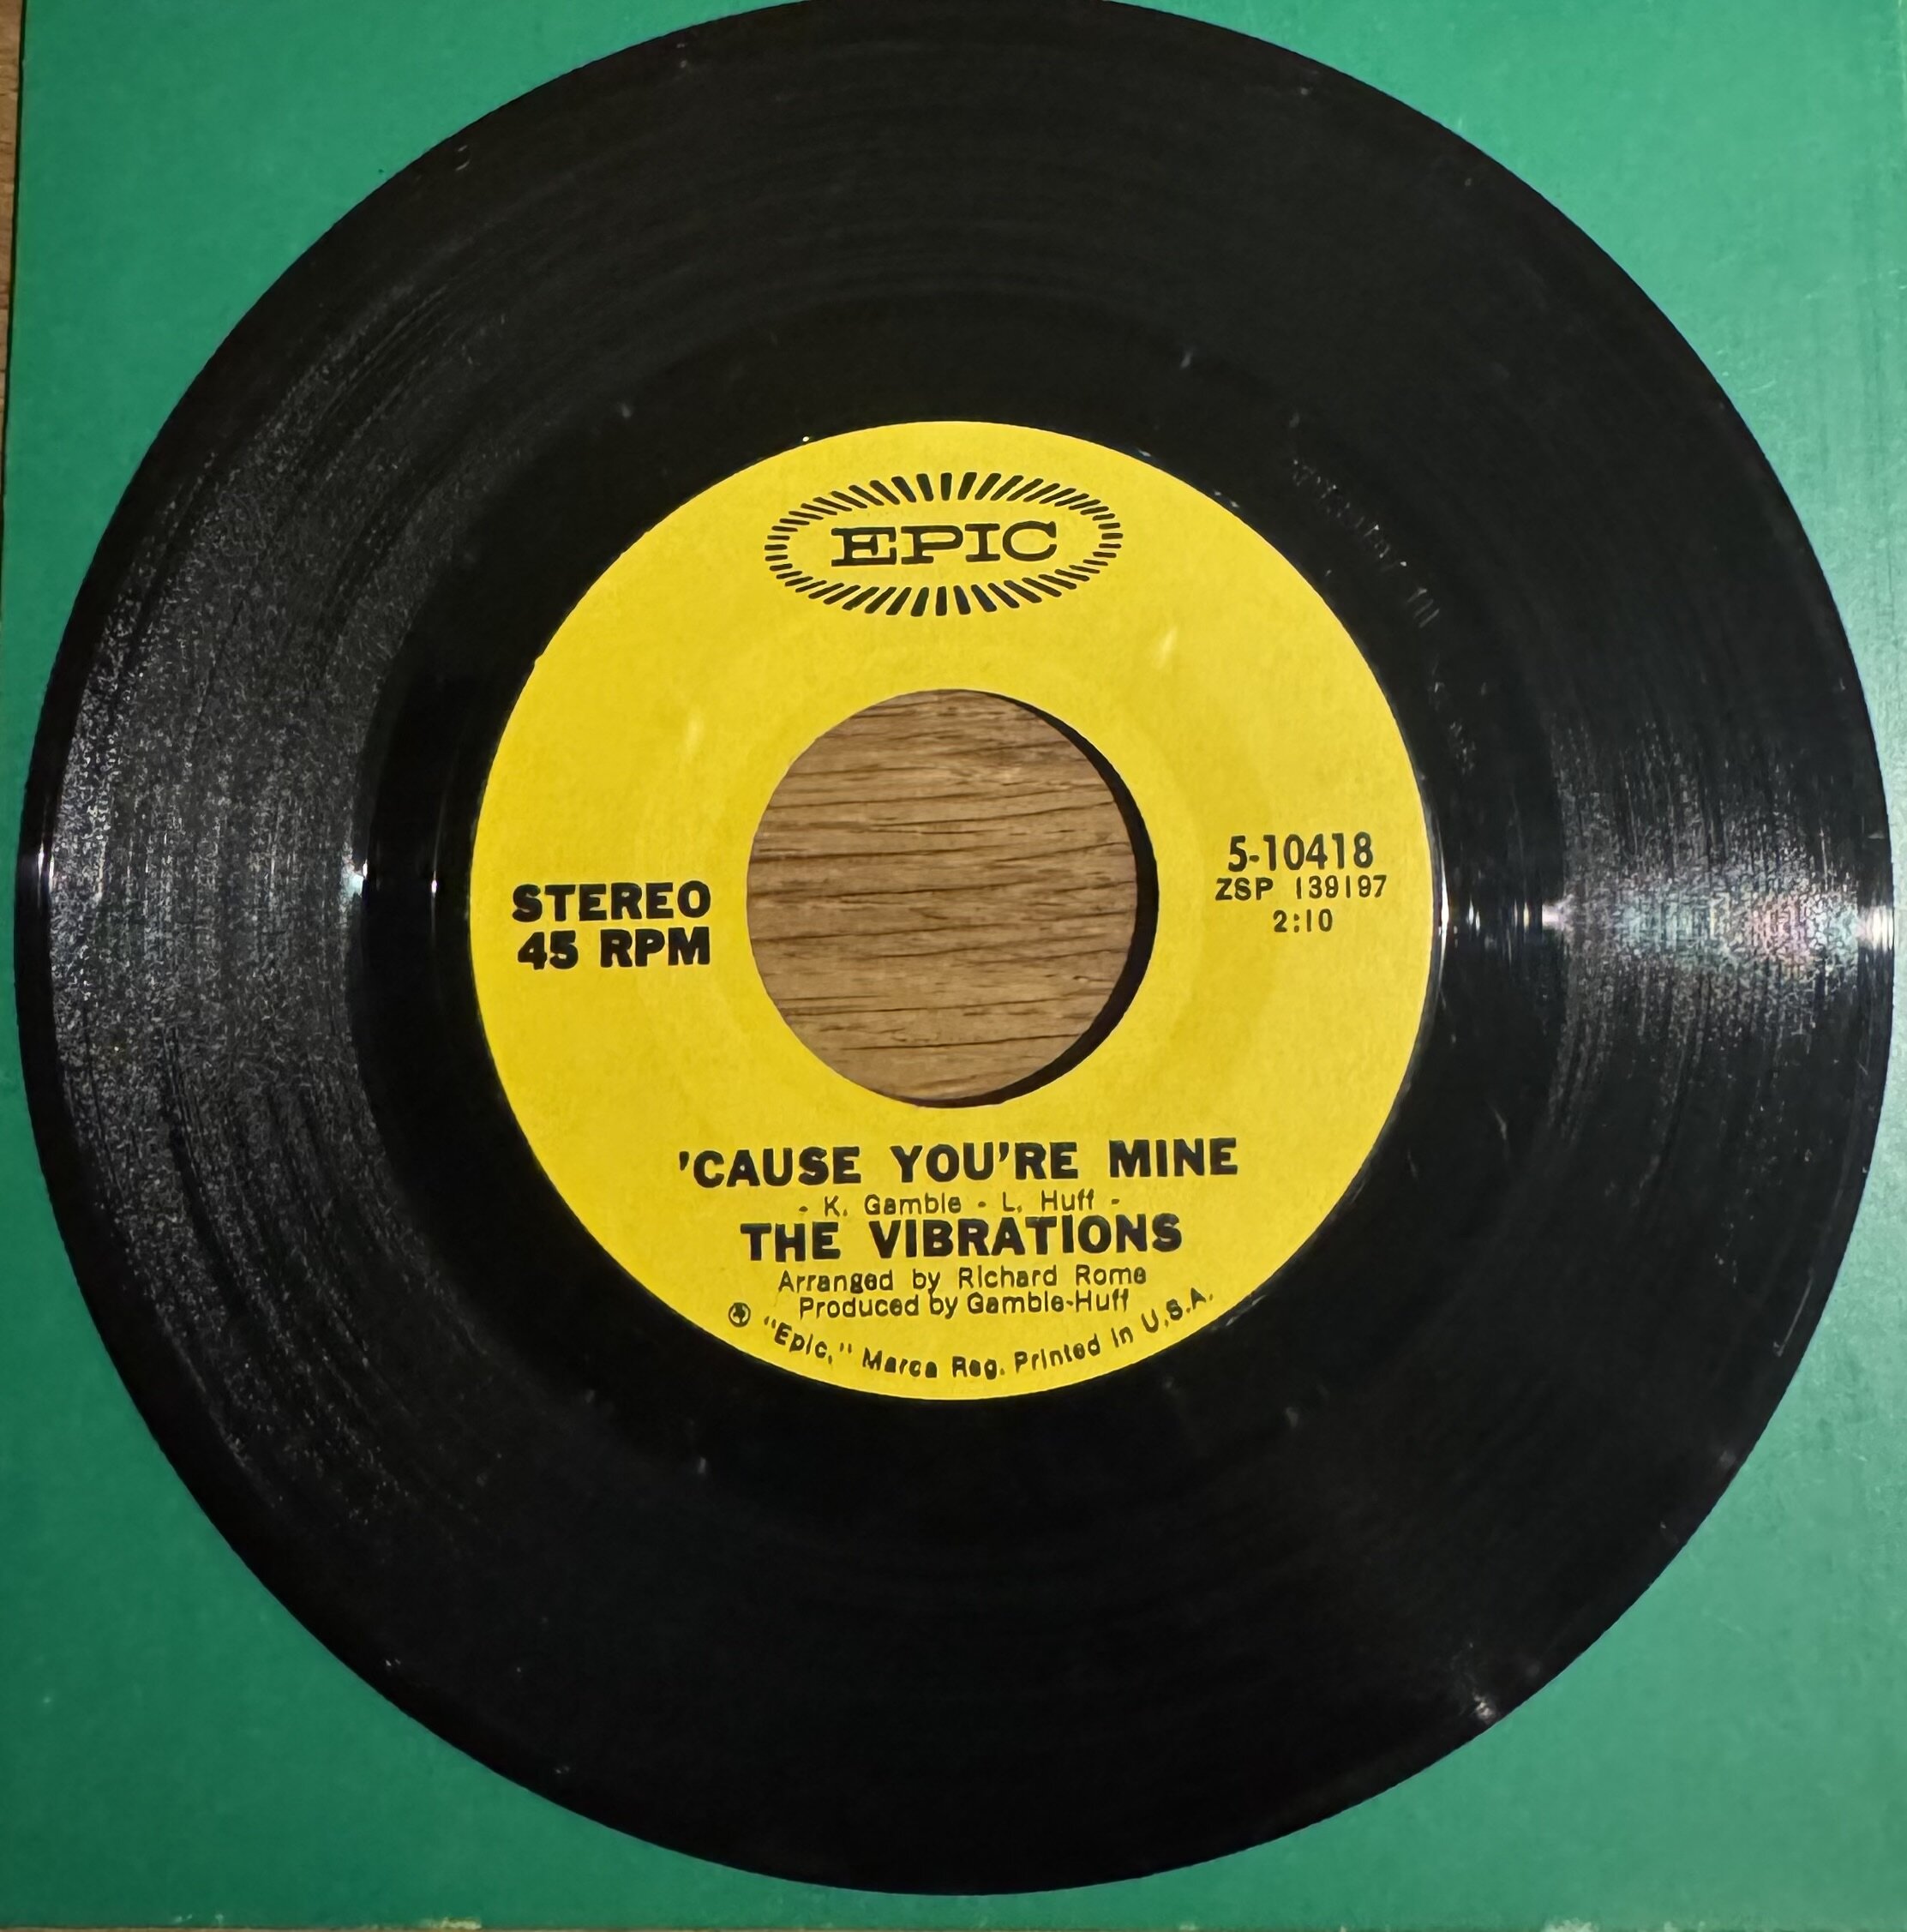 EPIC
STEREO
45 RPM
5-10418
ZSP 139197
2:10
'CAUSE YOU'RE MINE
- K. Gamble - L. Huff -
THE VIBRATIONS
Arranged by Richard Rome
Produced by Gamble-Huff
"Epic," Marca Reg. Printed in U.S.A.